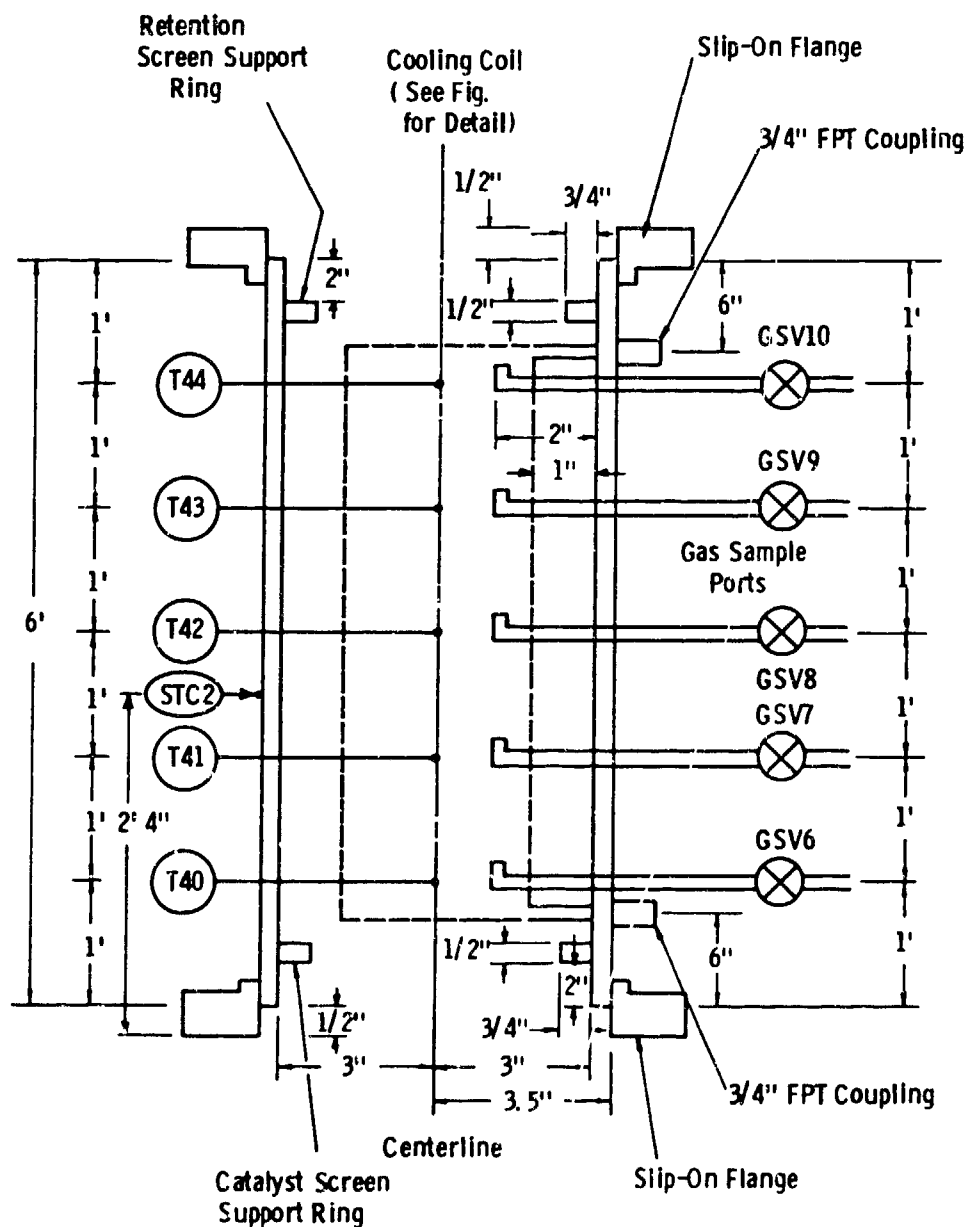 Retention
Screen Support
Ring
Cooling Coil
( See Fig.
for Detail)
Slip-On Flange
3/4" FPT Coupling
1/2"
3/4"
2"
1/2"
6"
1'
1'
T44
GSV10
2"
1"
1'
1'
T43
GSV9
Gas Sample
Ports
1'
1'
6'
T42
GSV8
STC2
GSV7
1'
1'
T41
1'
2' 4"
1'
T40
GSV6
1'
1'
1/2"
2"
6"
1/2"
3/4"
3"
3"
3.5"
3/4" FPT Coupling
Centerline
Catalyst Screen
Support Ring
Slip-On Flange